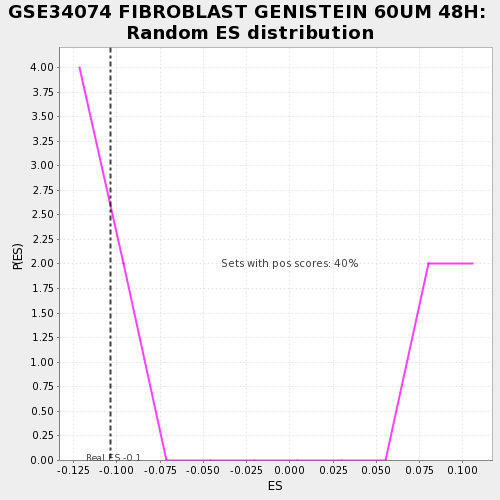 GSE34074 FIBROBLAST GENISTEIN 60UM 48H:
Random ES distribution
4.00
3.75
3.50
3.25
3.00
2.75
2.50
2.25
2.00
1.75
1.50
1.25
1.00
0.75
0.50
0.25
0.00
P(ES)
Sets with pos scores: 40%
Real ES -0.1
-0.125 -0.100 -0.075 -0.050 -0.025 0.000 0.025 0.050 0.075 0.100
ES